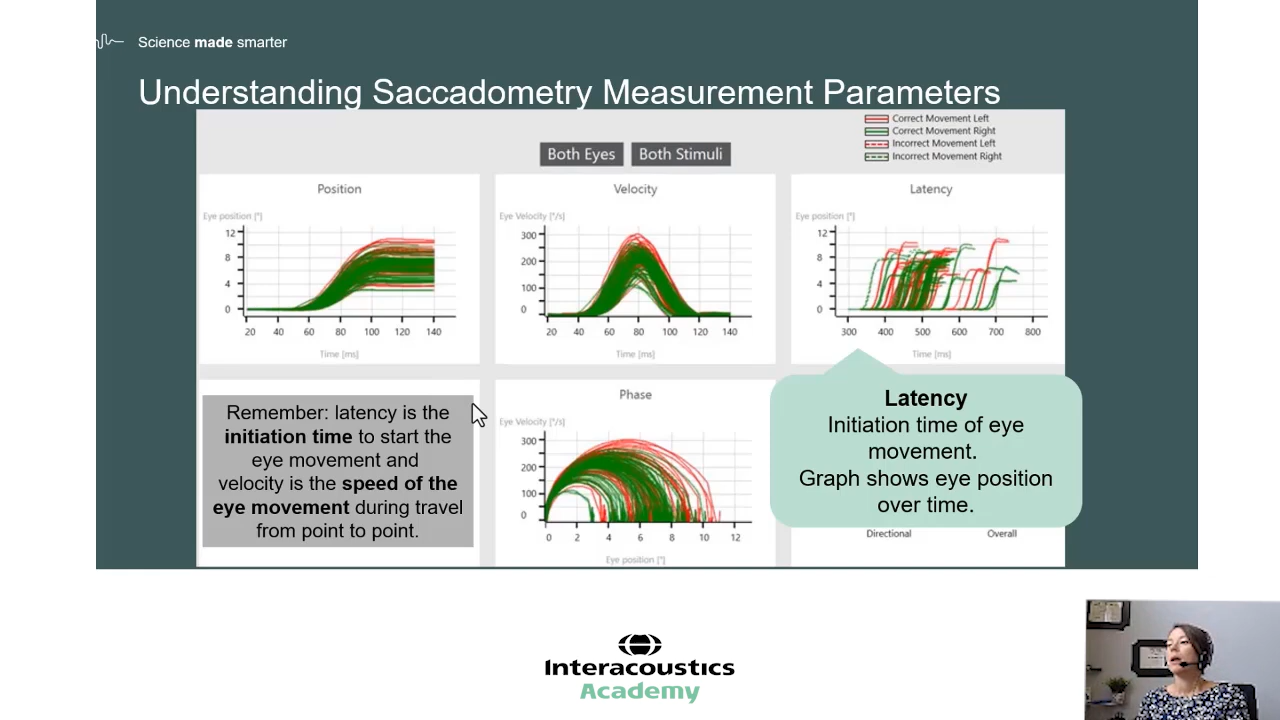 Science made smarter
Understanding Saccadometry Measurement Parameters
Both Eyes
Both Stimuli
Correct Movement Left
Correct Movement Right
Incorrect Movement Left
Incorrect Movement Right
Position
Eye position [°]
12
8
4
0
20 40 60 80 100 120 140
Time [ms]
Velocity
Eye Velocity [°/s]
300
200
100
0
20 40 60 80 100 120 140
Time [ms]
Latency
Eye position [°]
12
8
4
0
300 400 500 600 700 800
Time [ms]
Remember: latency is the
initiation time to start the
eye movement and
velocity is the speed of the
eye movement during travel
from point to point.
Phase
Eye Velocity [°/s]
300
200
100
0
0 2 4 6 8 10 12
Eye position [°]
Latency
Initiation time of eye
movement.
Graph shows eye position
over time.
Directional
Overall
Interacoustics
Academy